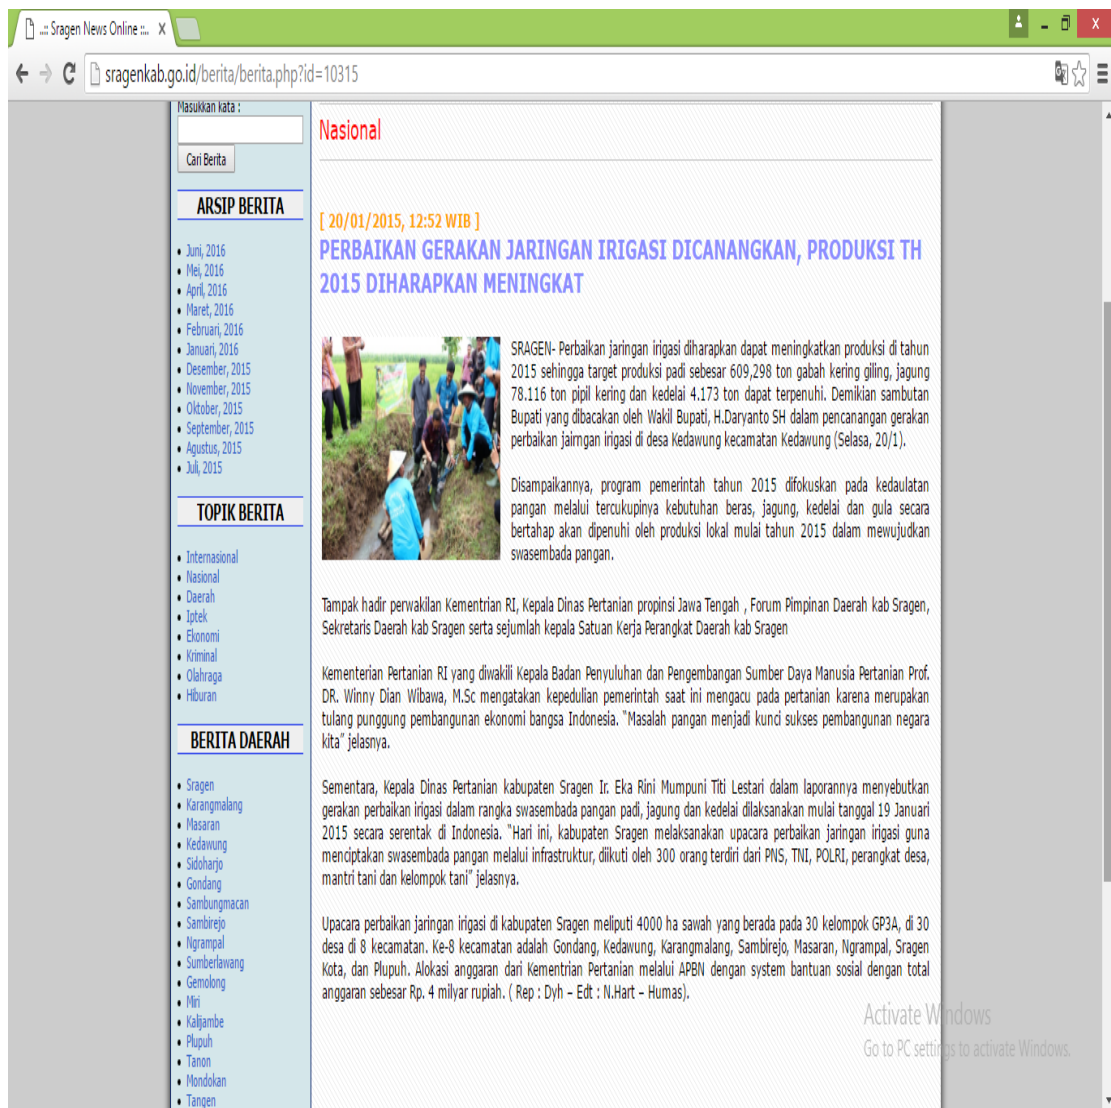 ..:: Sragen News Online ::..
sragenkab.go.id/berita/berita.php?id=10315
Masukkan kata :
Cari Berita
ARSIP BERITA
Juni, 2016
Mei, 2016
April, 2016
Maret, 2016
Februari, 2016
Januari, 2016
Desember, 2015
November, 2015
Oktober, 2015
September, 2015
Agustus, 2015
Juli, 2015
TOPIK BERITA
Internasional
Nasional
Daerah
Iptek
Ekonomi
Kriminal
Olahraga
Hiburan
BERITA DAERAH
Sragen
Karangmalang
Masaran
Kedawung
Sidoharjo
Gondang
Sambungmacan
Sambirejo
Ngrampal
Sumberlawang
Gemolong
Miri
Kalijambe
Plupuh
Tanon
Mondokan
Tangen
Nasional
[ 20/01/2015, 12:52 WIB ]
PERBAIKAN GERAKAN JARINGAN IRIGASI DICANANGKAN, PRODUKSI TH
2015 DIHARAPKAN MENINGKAT
SRAGEN- Perbaikan jaringan irigasi diharapkan dapat meningkatkan produksi di tahun
2015 sehingga target produksi padi sebesar 609,298 ton gabah kering giling, jagung
78.116 ton pipil kering dan kedelai 4.173 ton dapat terpenuhi. Demikian sambutan
Bupati yang dibacakan oleh Wakil Bupati, H.Daryanto SH dalam pencanangan gerakan
perbaikan jairngan irigasi di desa Kedawung kecamatan Kedawung (Selasa, 20/1).
Disampaikannya, program pemerintah tahun 2015 difokuskan pada kedaulatan
pangan melalui tercukupinya kebutuhan beras, jagung, kedelai dan gula secara
bertahap akan dipenuhi oleh produksi lokal mulai tahun 2015 dalam mewujudkan
swasembada pangan.
Tampak hadir perwakilan Kementrian RI, Kepala Dinas Pertanian propinsi Jawa Tengah , Forum Pimpinan Daerah kab Sragen,
Sekretaris Daerah kab Sragen serta sejumlah kepala Satuan Kerja Perangkat Daerah kab Sragen
Kementerian Pertanian RI yang diwakili Kepala Badan Penyuluhan dan Pengembangan Sumber Daya Manusia Pertanian Prof.
DR. Winny Dian Wibawa, M.Sc mengatakan kepedulian pemerintah saat ini mengacu pada pertanian karena merupakan
tulang punggung pembangunan ekonomi bangsa Indonesia. "Masalah pangan menjadi kunci sukses pembangunan negara
kita" jelasnya.
Sementara, Kepala Dinas Pertanian kabupaten Sragen Ir. Eka Rini Mumpuni Titi Lestari dalam laporannya menyebutkan
gerakan perbaikan irigasi dalam rangka swasembada pangan padi, jagung dan kedelai dilaksanakan mulai tanggal 19 Januari
2015 secara serentak di Indonesia. "Hari ini, kabupaten Sragen melaksanakan upacara perbaikan jaringan irigasi guna
menciptakan swasembada pangan melalui infrastruktur, diikuti oleh 300 orang terdiri dari PNS, TNI, POLRI, perangkat desa,
mantri tani dan kelompok tani" jelasnya.
Upacara perbaikan jaringan irigasi di kabupaten Sragen meliputi 4000 ha sawah yang berada pada 30 kelompok GP3A, di 30
desa di 8 kecamatan. Ke-8 kecamatan adalah Gondang, Kedawung, Karangmalang, Sambirejo, Masaran, Ngrampal, Sragen
Kota, dan Plupuh. Alokasi anggaran dari Kementrian Pertanian melalui APBN dengan system bantuan sosial dengan total
anggaran sebesar Rp. 4 milyar rupiah. ( Rep : Dyh – Edt : N.Hart – Humas).
Activate Windows
Go to PC settings to activate Windows.